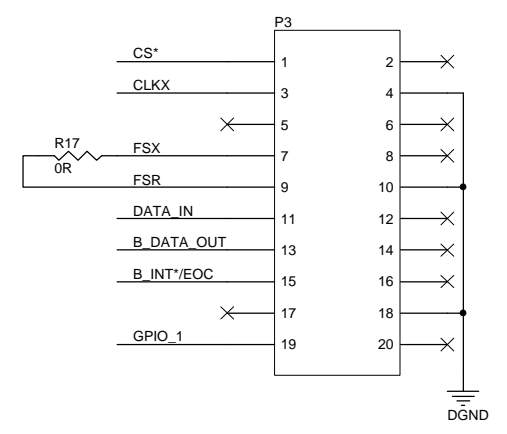 P3
CS* 1 2
CLKX 3 4
5 6
R17 FSX 7 8
0R
FSR 9 10
DATA_IN 11 12
B_DATA_OUT 13 14
B_INT*/EOC 15 16
17 18
GPIO_1 19 20
DGND